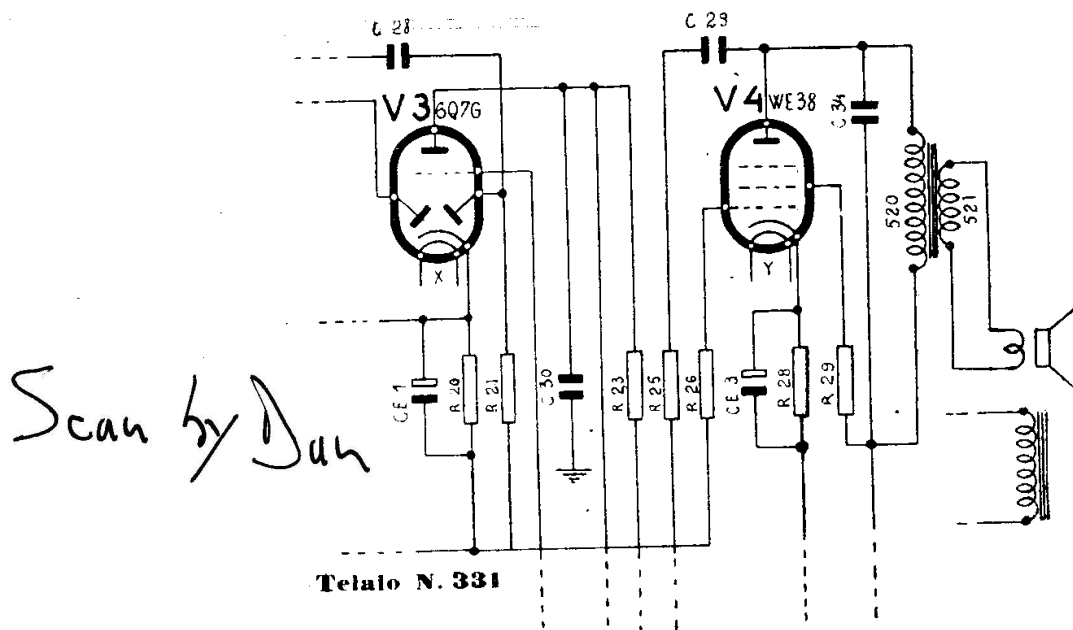 C 28
C 29
V3 6Q7G
V4 WE38
C 34
520
521
X
Y
CE 1
R 20
R 21
C 30
R 23
R 25
R 26
CE 3
R 28
R 29
Scan by Dan
Telaio N. 331